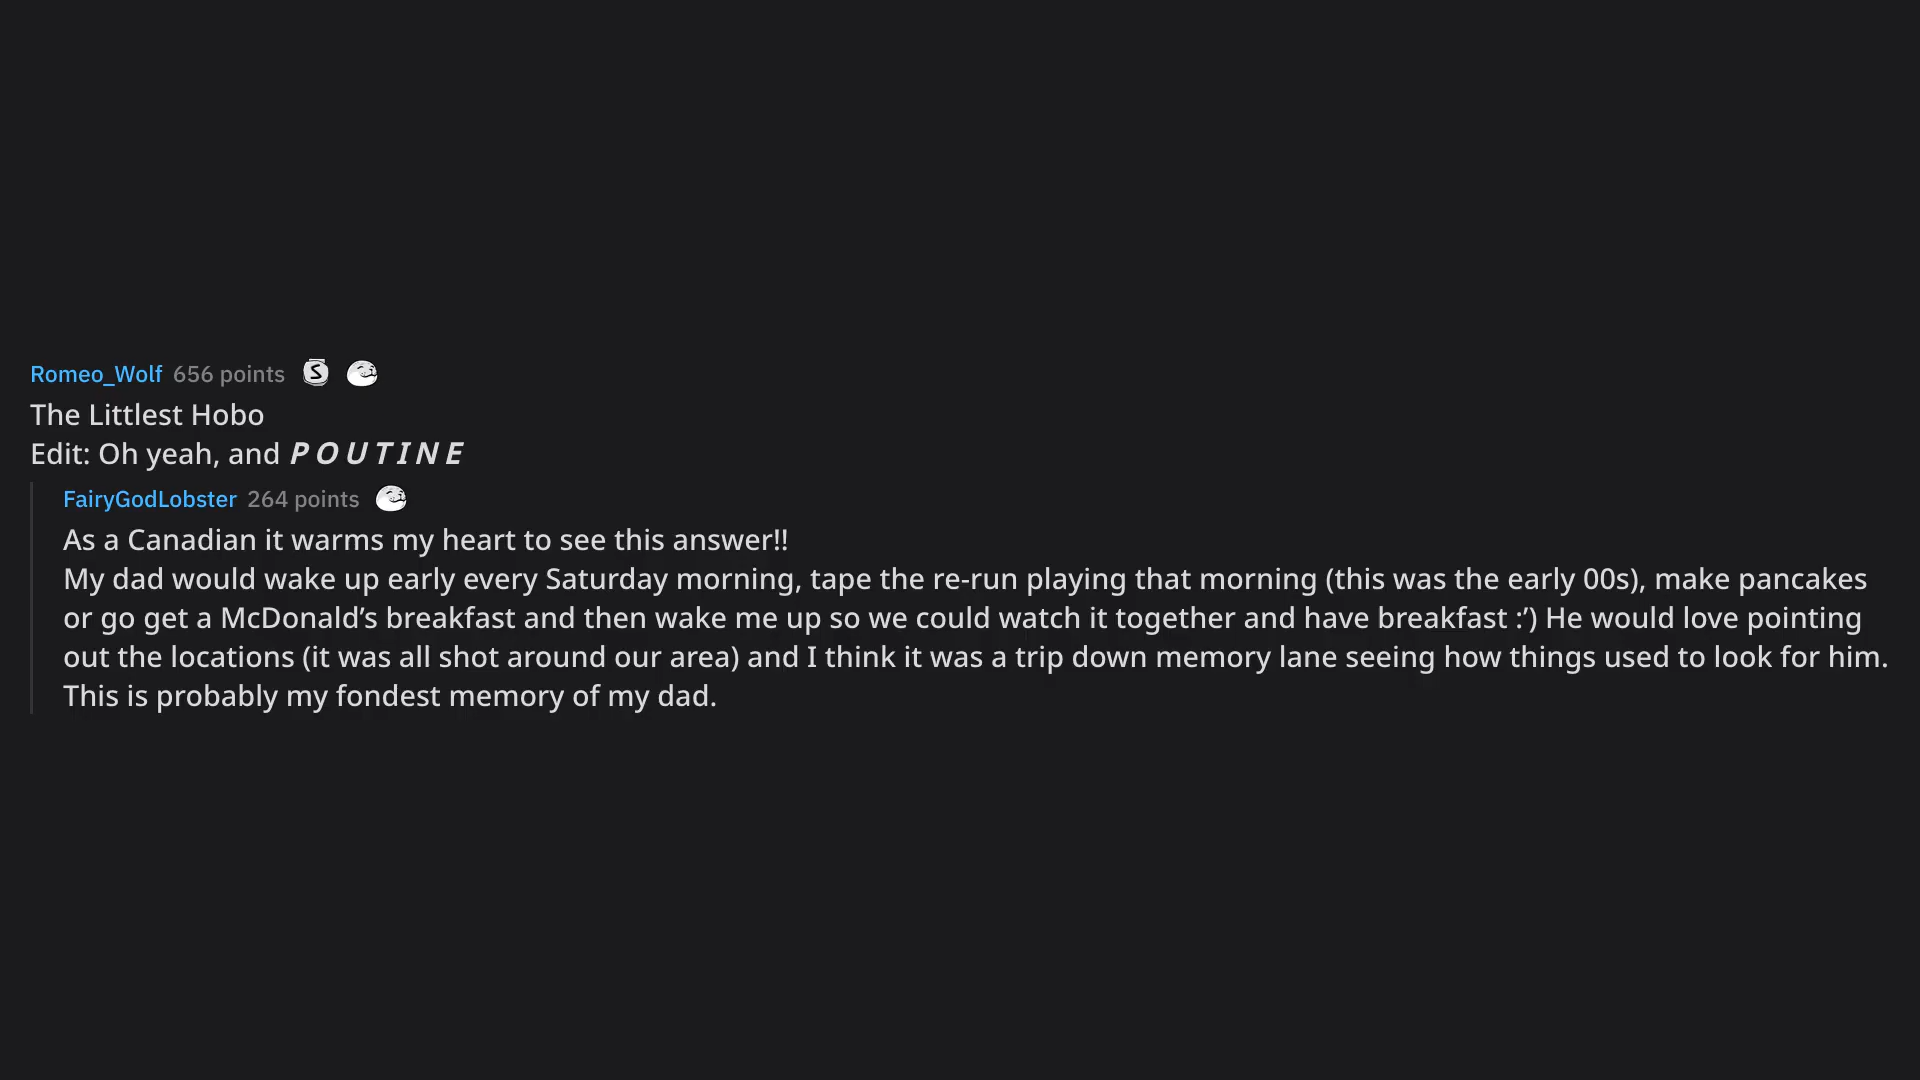 Romeo_Wolf 656 points
The Littlest Hobo
Edit: Oh yeah, and P O U T I N E
FairyGodLobster 264 points
As a Canadian it warms my heart to see this answer!!
My dad would wake up early every Saturday morning, tape the re-run playing that morning (this was the early 00s), make pancakes
or go get a McDonald’s breakfast and then wake me up so we could watch it together and have breakfast :’) He would love pointing
out the locations (it was all shot around our area) and I think it was a trip down memory lane seeing how things used to look for him.
This is probably my fondest memory of my dad.